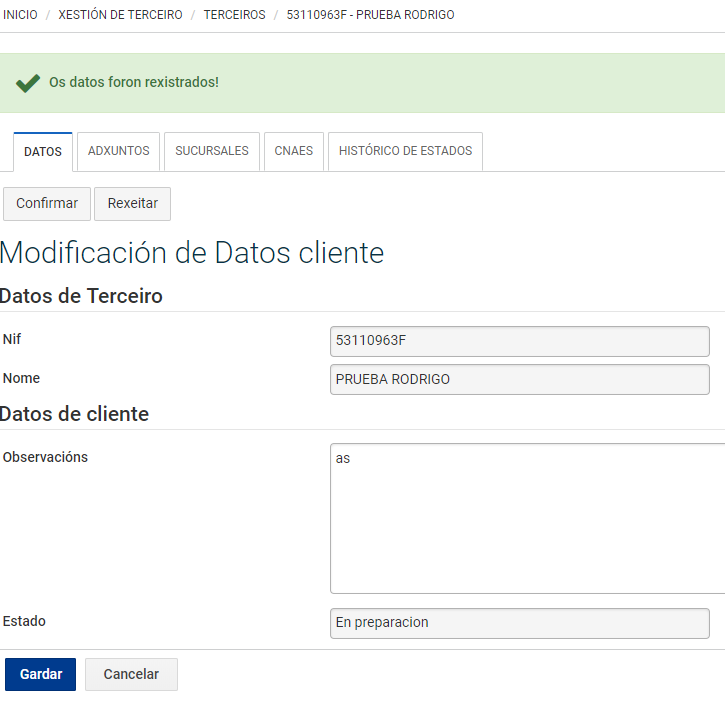 INICIO / XESTIÓN DE TERCEIRO / TERCEIROS / 53110963F - PRUEBA RODRIGO
Os datos foron rexistrados!
DATOS ADXUNTOS SUCURSALES CNAES HISTÓRICO DE ESTADOS
Confirmar Rexeitar
Modificación de Datos cliente
Datos de Terceiro
Nif 53110963F
Nome PRUEBA RODRIGO
Datos de cliente
Observacións as
Estado En preparacion
Gardar Cancelar